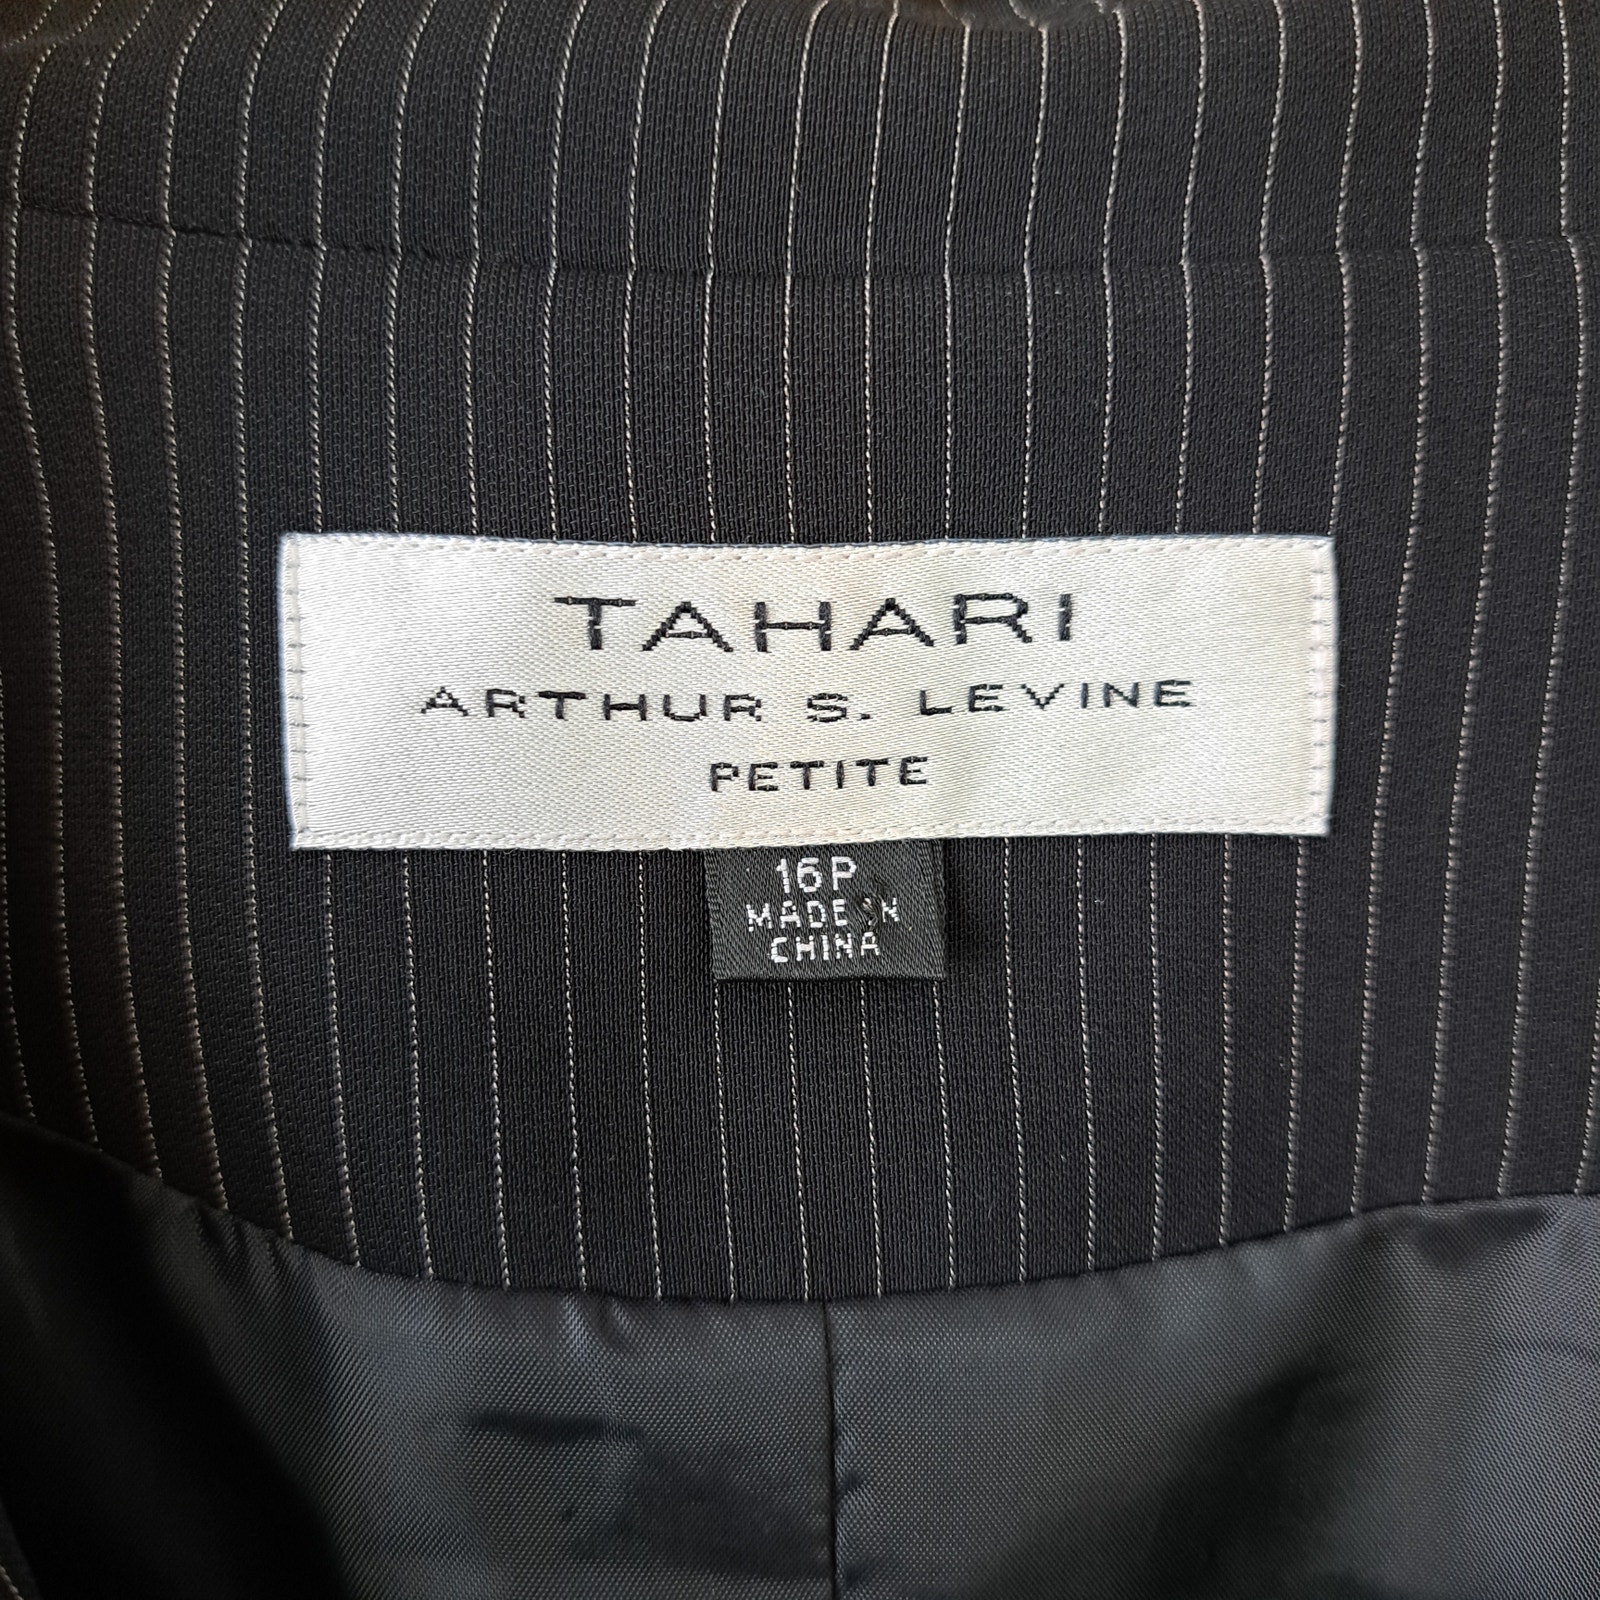 TAHARI
ARTHUR S. LEVINE
PETITE
16P
MADE IN
CHINA